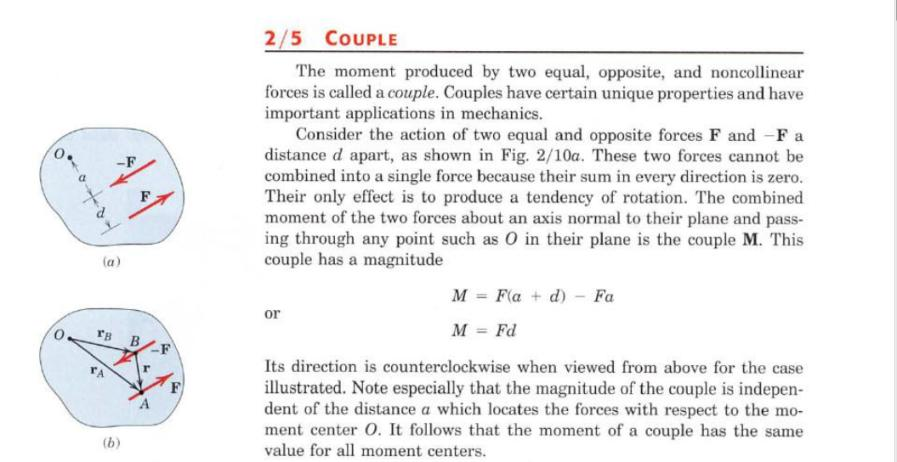 2/5 COUPLE
The moment produced by two equal, opposite, and noncollinear
forces is called a couple. Couples have certain unique properties and have
important applications in mechanics.
Consider the action of two equal and opposite forces F and −F a
distance d apart, as shown in Fig. 2/10a. These two forces cannot be
combined into a single force because their sum in every direction is zero.
Their only effect is to produce a tendency of rotation. The combined
moment of the two forces about an axis normal to their plane and pass-
ing through any point such as O in their plane is the couple M. This
couple has a magnitude
M = F(a + d) − Fa
or
M = Fd
Its direction is counterclockwise when viewed from above for the case
illustrated. Note especially that the magnitude of the couple is indepen-
dent of the distance a which locates the forces with respect to the mo-
ment center O. It follows that the moment of a couple has the same
value for all moment centers.
O
−F
a
F
d
(a)
O
rB
B
−F
rA
r
F
A
(b)